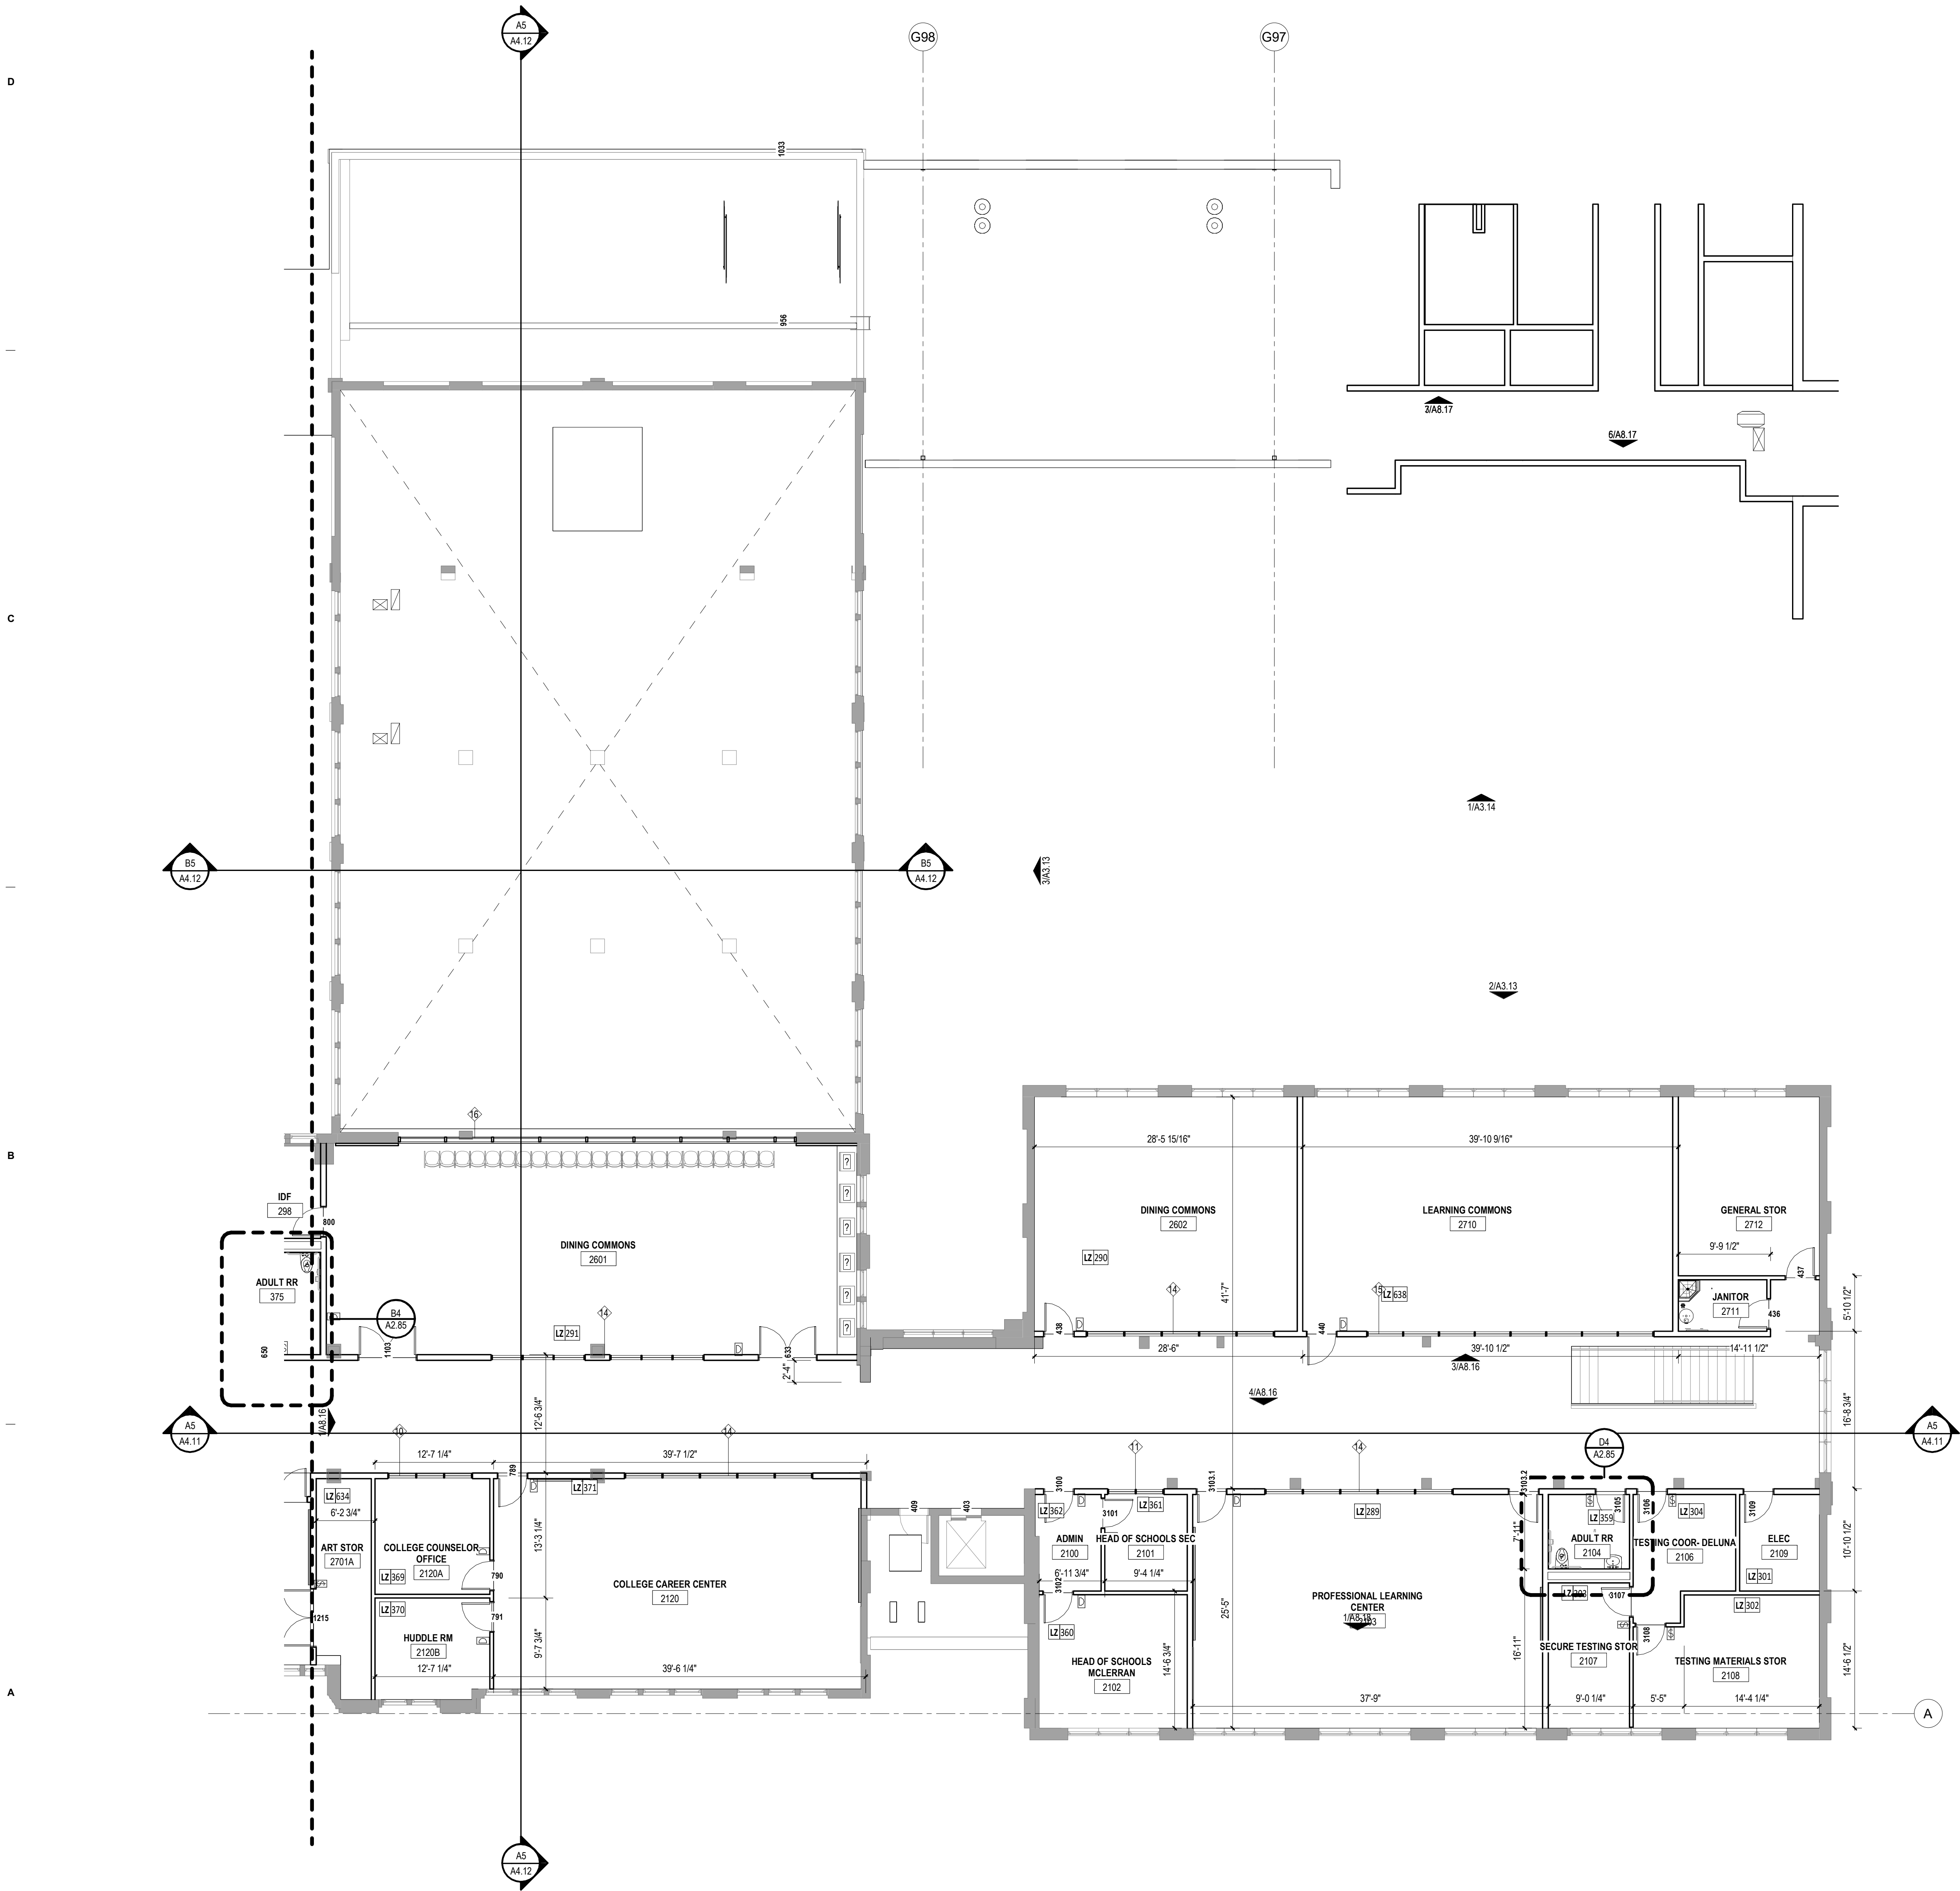 A5
A4.12
G98
G97
D
1033
956
7/A8.17
6/A8.17
C
1/A3.14
B5
A4.12
B5
A4.12
3/A3.13
2/A3.13
16
28'-5 15/16"
39'-10 9/16"
B
IDF
298
800
DINING COMMONS
2601
? ? ? ? ? ?
DINING COMMONS
2602
LEARNING COMMONS
2710
GENERAL STOR
2712
9'-9 1/2"
LZ 290
437
ADULT RR
375
B4
A2.85
14
LZ 291
D
650
1103
633
2'-4"
41'-7"
14
15
LZ 638
JANITOR
2711
436
5'-10 1/2"
438
D
440
D
28'-6"
39'-10 1/2"
14'-11 1/2"
3/A8.16
4/A8.16
1/A8.16
12'-6 3/4"
16'-8 3/4"
A5
A4.11
A5
A4.11
10
14
12'-7 1/4"
39'-7 1/2"
789
11
14
D4
A2.85
LZ 634
6'-2 3/4"
D
LZ 371
409
403
3100
D
LZ 362
LZ 361
3103.1
D
LZ 289
3103.2
3105
LZ 359
3106
LZ 304
3109
3101
13'-3 1/4"
7'-11"
10'-10 1/2"
ART STOR
2701A
COLLEGE COUNSELOR
OFFICE
2120A
LZ 369
790
ADMIN
2100
HEAD OF SCHOOLS SEC
2101
ADULT RR
2104
TESTING COOR- DELUNA
2106
ELEC
2109
6'-11 3/4"
9'-4 1/4"
LZ 301
COLLEGE CAREER CENTER
2120
3102
D
PROFESSIONAL LEARNING
CENTER
2103
3107
LZ 302
LZ 370
791
1215
25'-5"
LZ 360
3108
HUDDLE RM
2120B
9'-7 3/4"
14'-6 3/4"
16'-11"
SECURE TESTING STOR
2107
14'-6 1/2"
12'-7 1/4"
39'-6 1/4"
HEAD OF SCHOOLS
MCLERRAN
2102
TESTING MATERIALS STOR
2108
A
37'-9"
9'-0 1/4"
5'-5"
14'-4 1/4"
A
A5
A4.12